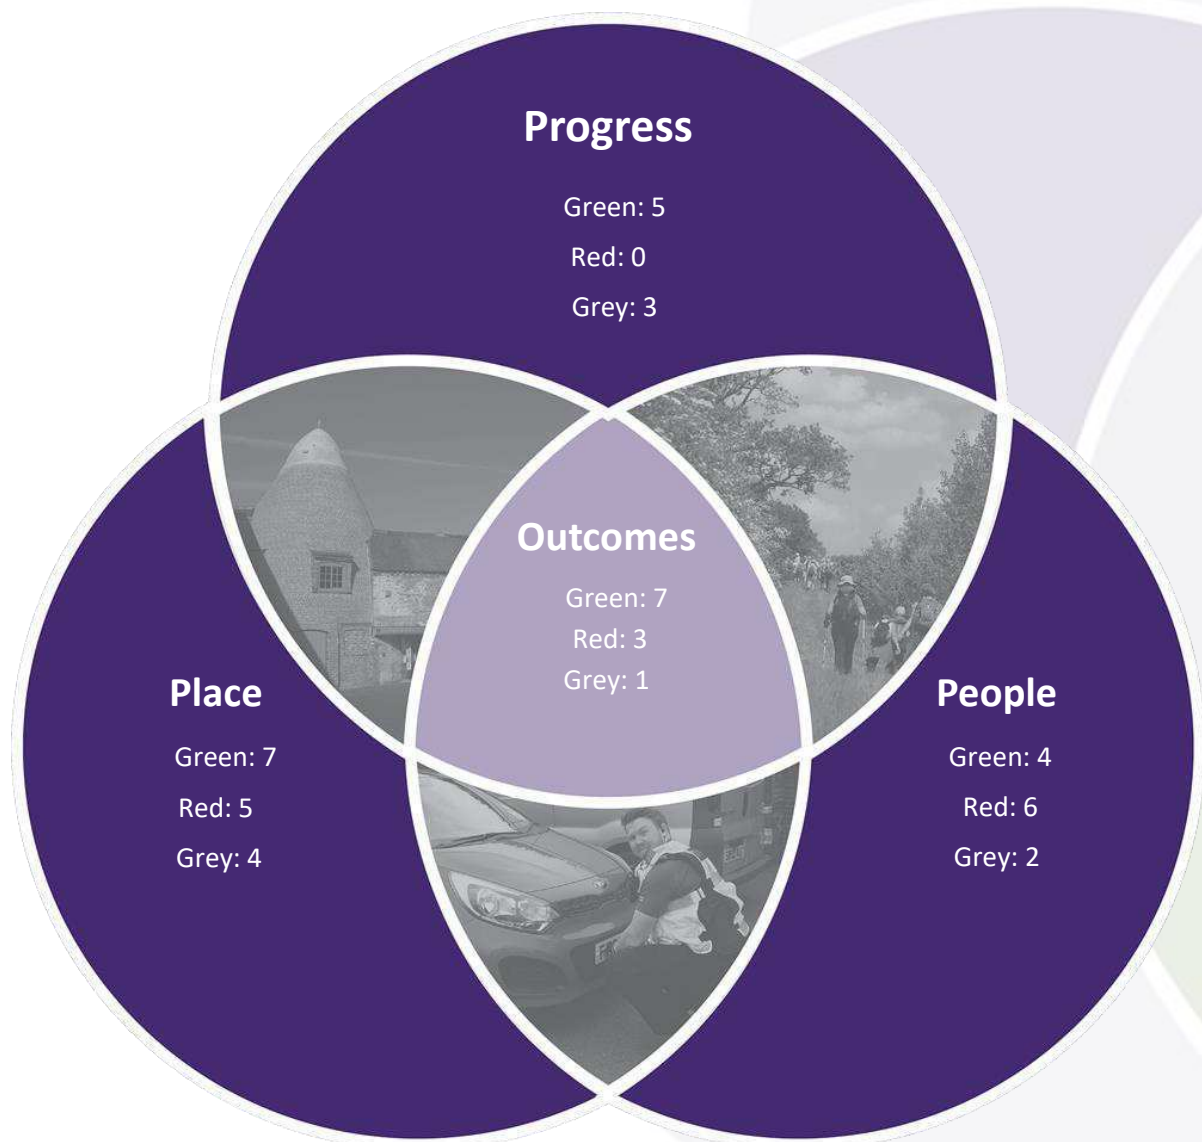 Progress
Green: 5
Red: 0
Grey: 3
Outcomes
Green: 7
Red: 3
Grey: 1
Place
Green: 7
Red: 5
Grey: 4
People
Green: 4
Red: 6
Grey: 2